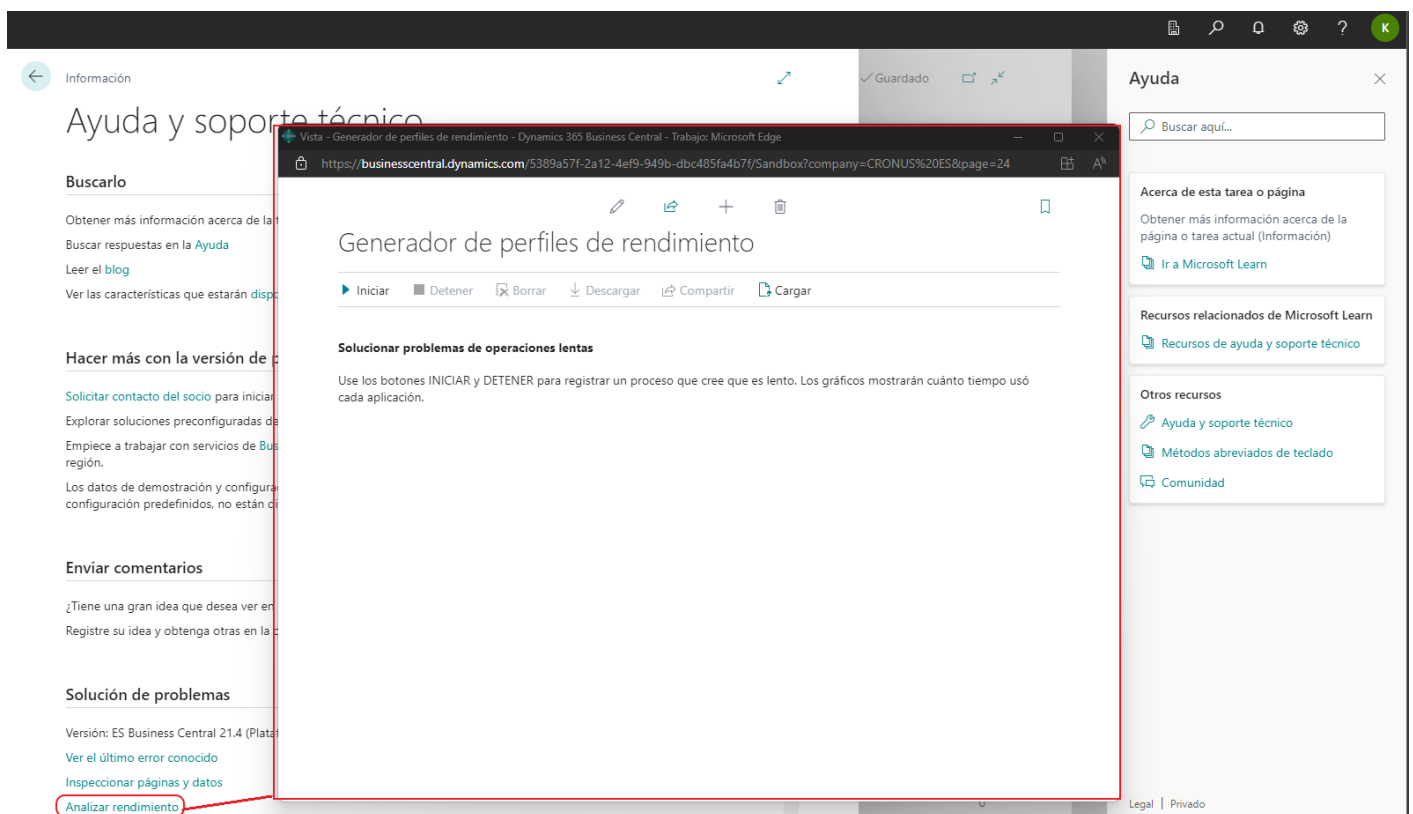 K
Información
Guardado
Ayuda y soporte técnico
Buscarlo
Obtener más información acerca de la
Buscar respuestas en la Ayuda
Leer el blog
Ver las características que estarán
Hacer más con la versión de
Solicitar contacto del socio para iniciar
Explorar soluciones preconfiguradas
Empiece a trabajar con servicios de
región.
Los datos de demostración y
configuración predefinidos, no están
Enviar comentarios
¿Tiene una gran idea que desea ver en
Registre su idea y obtenga otras en la
Solución de problemas
Versión: ES Business Central 21.4
Ver el último error conocido
Inspeccionar páginas y datos
Analizar rendimiento
Vista - Generador de perfiles de rendimiento - Dynamics 365 Business Central - Trabajo: Microsoft Edge
https://businesscentral.dynamics.com/5389a57f-2a12-4ef9-949b-dbc485fa4b7f/Sandbox?company=CRONUS%20ES&page=24
Generador de perfiles de rendimiento
Iniciar Detener Borrar Descargar Compartir Cargar
Solucionar problemas de operaciones lentas
Use los botones INICIAR y DETENER para registrar un proceso que cree que es lento. Los gráficos mostrarán cuánto tiempo usó
cada aplicación.
Ayuda
Buscar aquí...
Acerca de esta tarea o página
Obtener más información acerca de la
página o tarea actual (Información)
Ir a Microsoft Learn
Recursos relacionados de Microsoft Learn
Recursos de ayuda y soporte técnico
Otros recursos
Ayuda y soporte técnico
Métodos abreviados de teclado
Comunidad
Legal | Privado